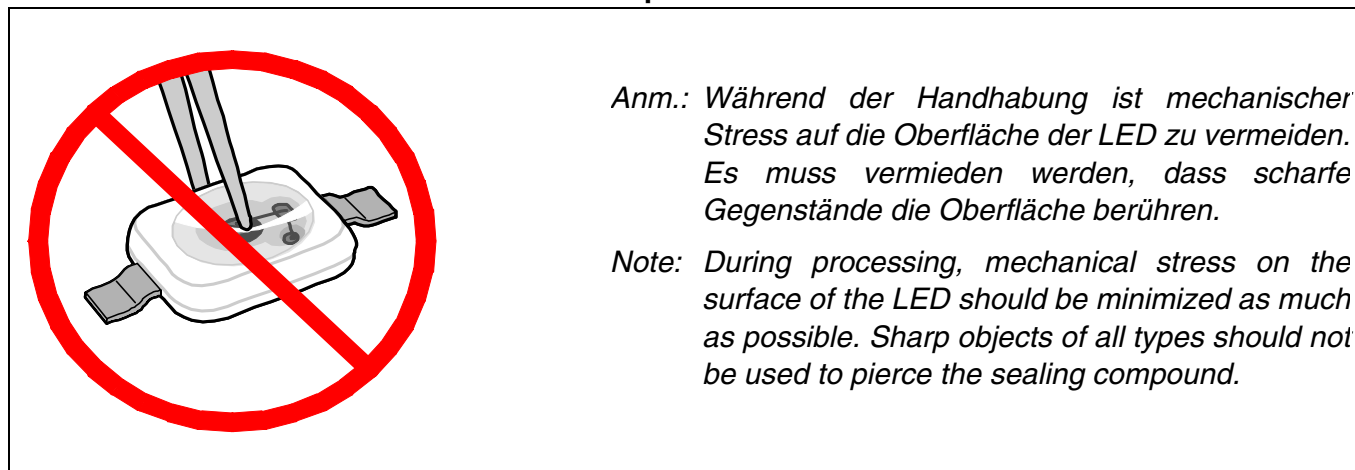 Anm.: Während der Handhabung ist mechanischer
Stress auf die Oberfläche der LED zu vermeiden.
Es muss vermieden werden, dass scharfe
Gegenstände die Oberfläche berühren.
Note: During processing, mechanical stress on the
surface of the LED should be minimized as much
as possible. Sharp objects of all types should not
be used to pierce the sealing compound.